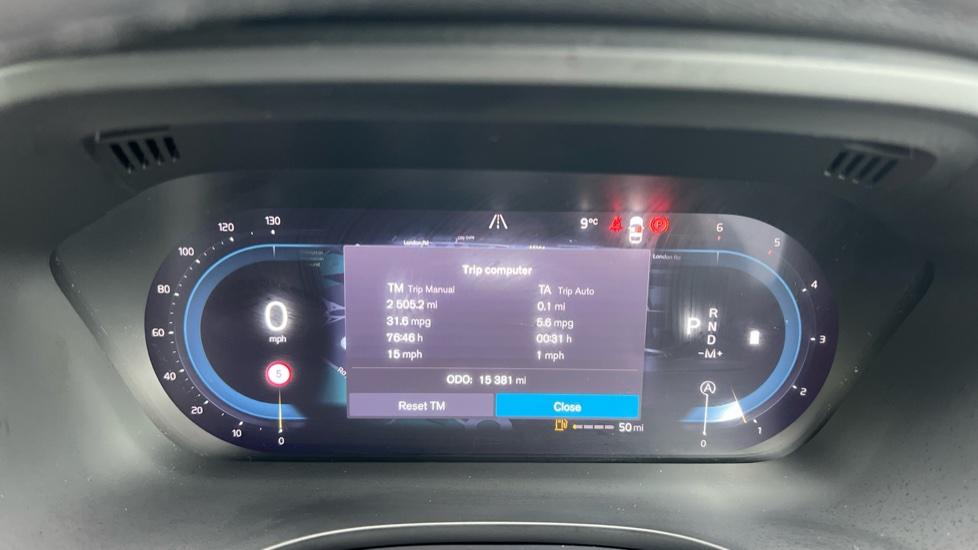 130
120
100
80
60
40
20
10
0
0
mph
5
London Rd
9°C
London Rd
6
5
4
3
2
1
0
Trip computer
TM Trip Manual
TA Trip Auto
2 505.2 mi
0.1 mi
31.6 mpg
5.6 mpg
76:46 h
00:31 h
15 mph
1 mph
ODO: 15 381 mi
Reset TM
Close
P
R
N
D
-M+
A
50 mi